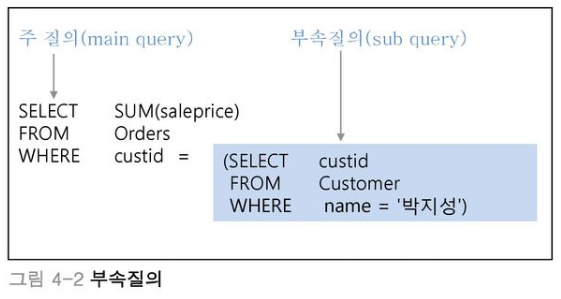 주 질의(main query) 부속질의(sub query)
SELECT SUM(saleprice)
FROM Orders
WHERE custid =
(SELECT custid
FROM Customer
WHERE name = '박지성')
그림 4-2 부속질의